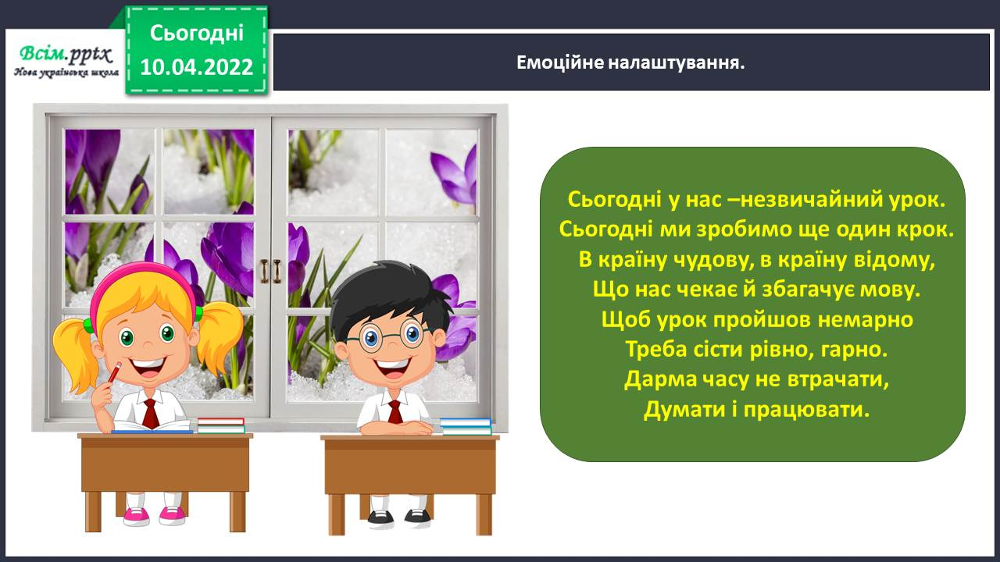 Всім.pptx
Нова українська школа
Сьогодні
10.04.2022
Емоційне налаштування.
Сьогодні у нас –незвичайний урок.
Сьогодні ми зробимо ще один крок.
В країну чудову, в країну відому,
Що нас чекає й збагачує мову.
Щоб урок пройшов немарно
Треба сісти рівно, гарно.
Дарма часу не втрачати,
Думати і працювати.